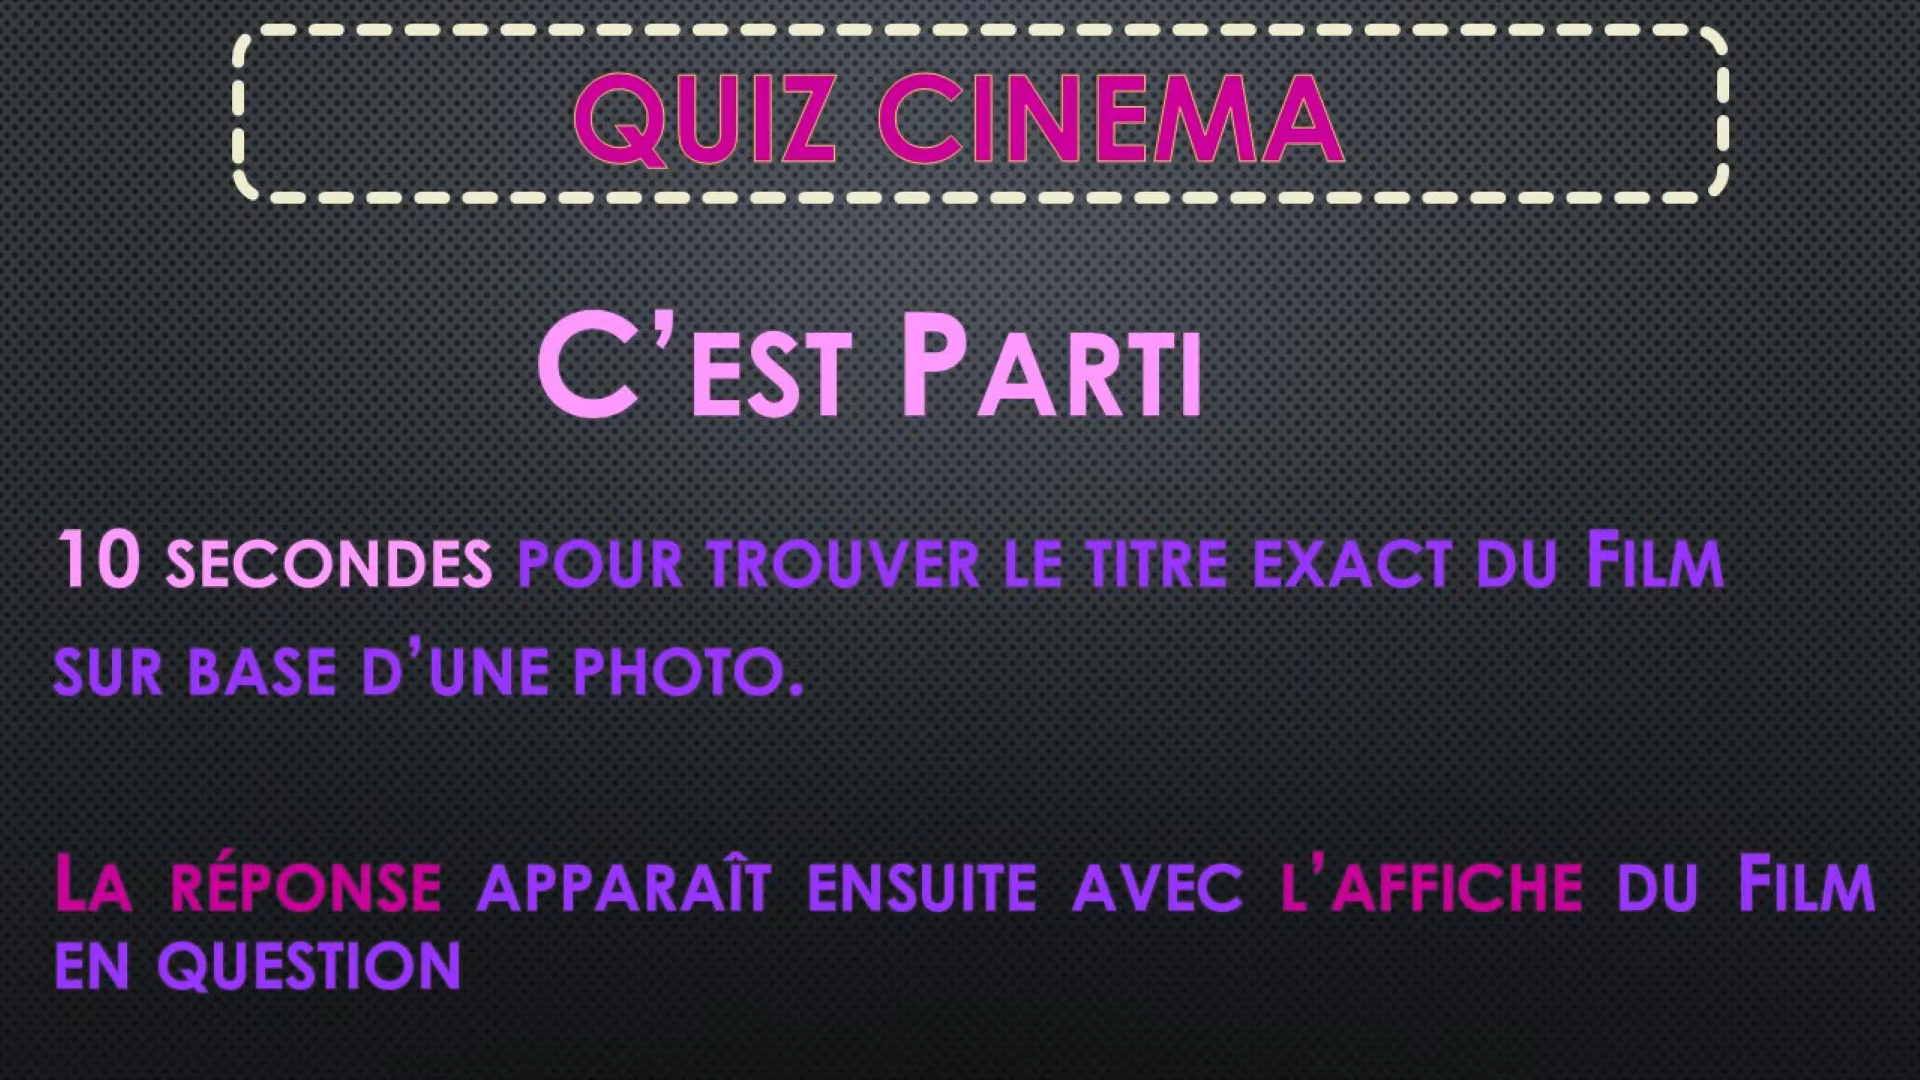 QUIZ CINEMA
C’EST PARTI
10 SECONDES POUR TROUVER LE TITRE EXACT DU FILM
SUR BASE D’UNE PHOTO.
LA RÉPONSE APPARAÎT ENSUITE AVEC L’AFFICHE DU FILM
EN QUESTION